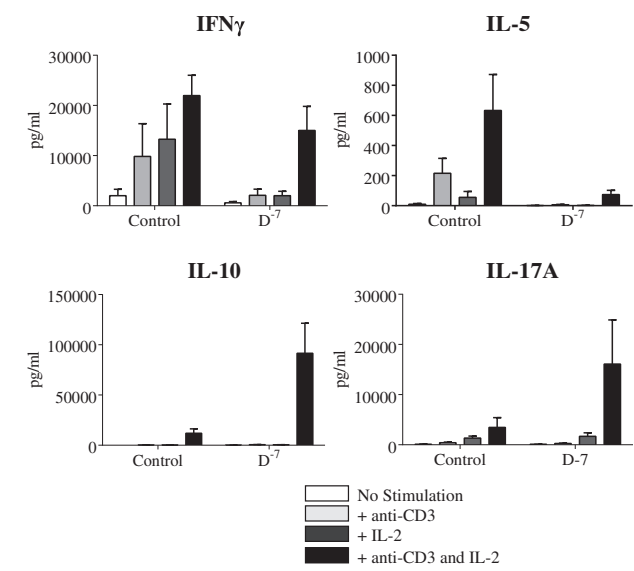 IFNγ
30000
20000
10000
0
pg/ml
Control
D⁻⁷
IL-5
1000
800
600
400
200
0
pg/ml
Control
D⁻⁷
IL-10
150000
100000
50000
0
pg/ml
Control
D⁻⁷
IL-17A
30000
20000
10000
0
pg/ml
Control
D-7
No Stimulation
+ anti-CD3
+ IL-2
+ anti-CD3 and IL-2